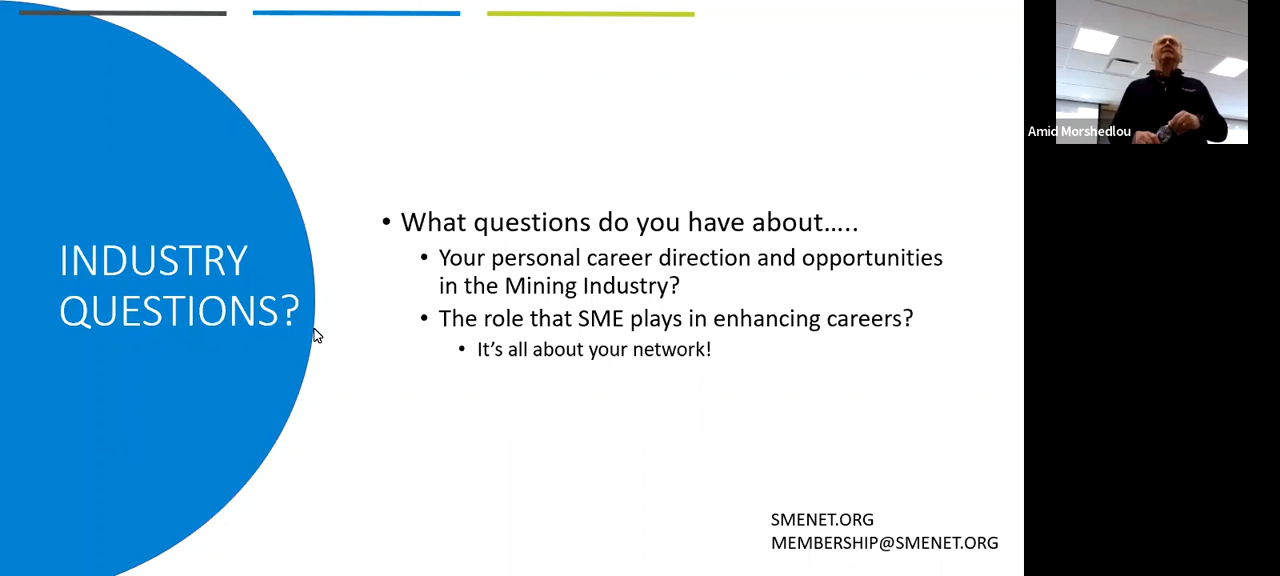 INDUSTRY
QUESTIONS?
• What questions do you have about…..
• Your personal career direction and opportunities
in the Mining Industry?
• The role that SME plays in enhancing careers?
• It’s all about your network!
SMENET.ORG
MEMBERSHIP@SMENET.ORG
Amid Morshedlou